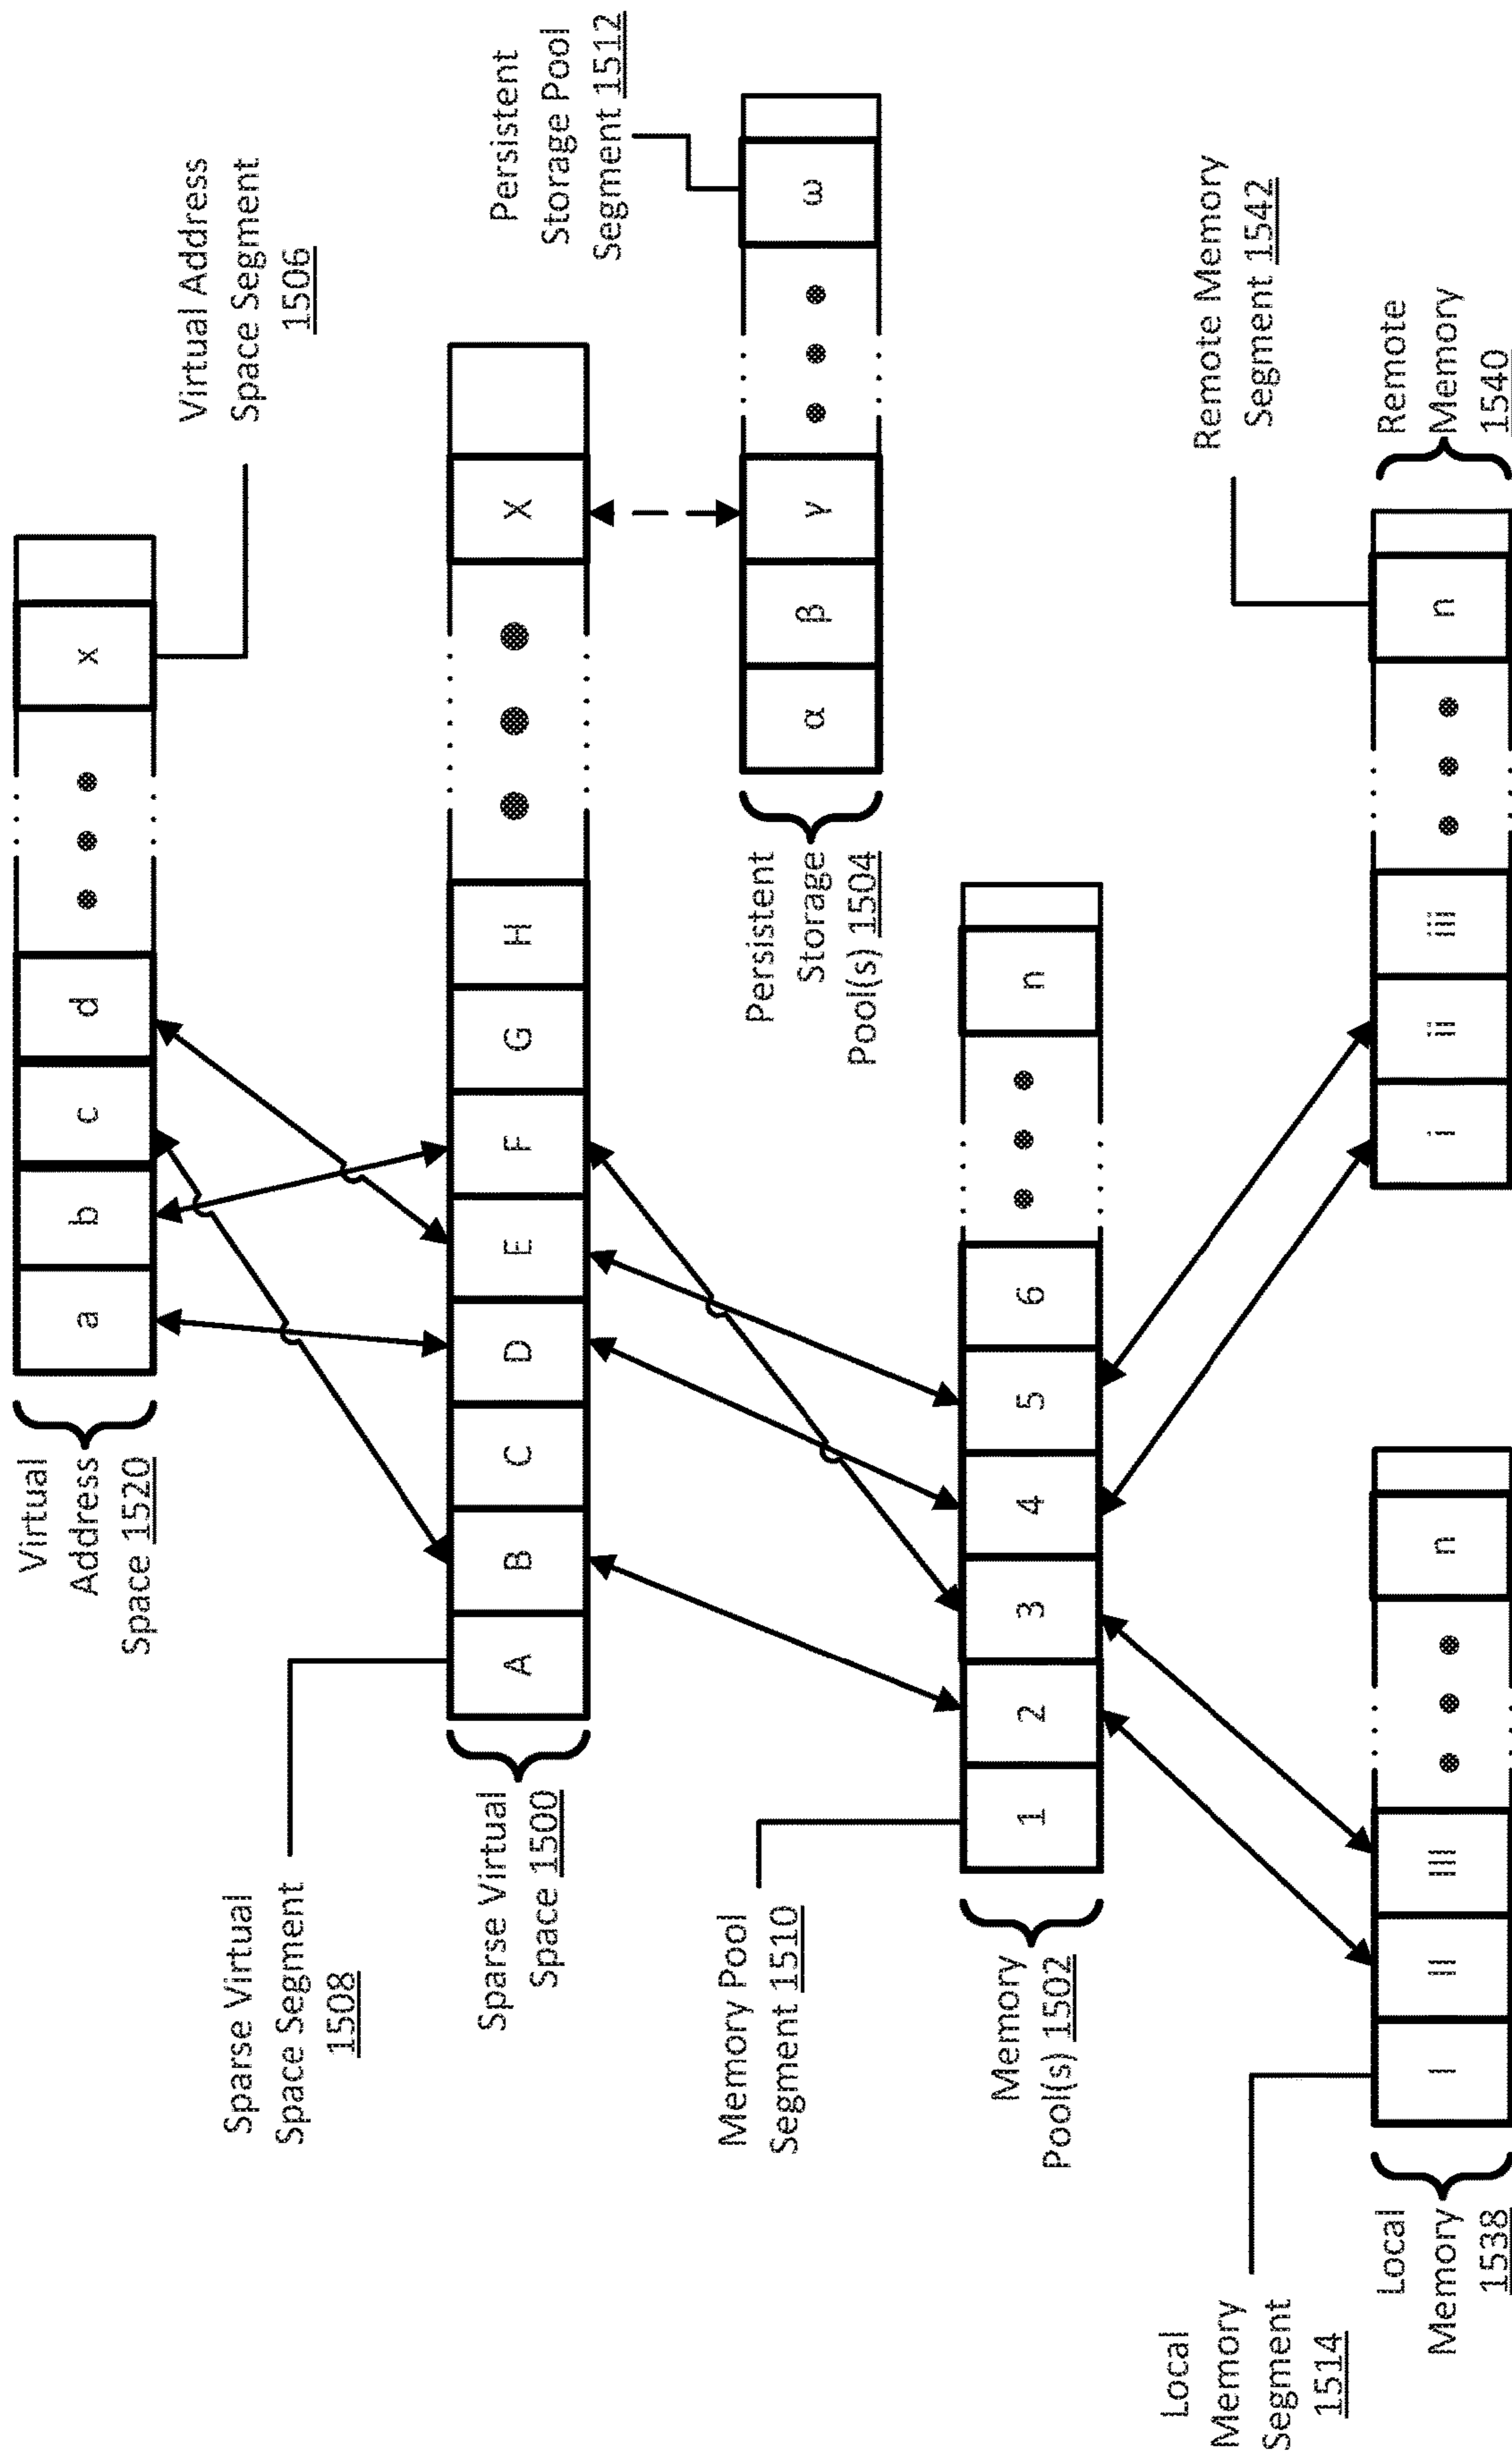 Virtual
Address
Space 1520
a
b
c
d
x
Virtual Address
Space Segment
1506
Sparse Virtual
Space Segment
1508
Sparse Virtual
Space 1500
A
B
C
D
E
F
G
H
X
Persistent
Storage Pool
Segment 1512
Persistent
Storage
Pool(s) 1504
α
β
γ
ω
Memory Pool
Segment 1510
Memory
Pool(s) 1502
1
2
3
4
5
6
n
Local
Memory
Segment
1514
Local
Memory
1538
I
II
III
n
i
ii
iii
n
Remote Memory
Segment 1542
Remote
Memory
1540